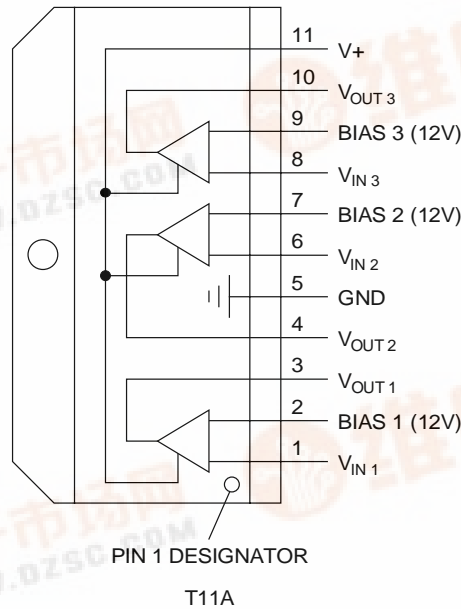 11 V+
10 VOUT 3
9 BIAS 3 (12V)
8 VIN 3
7 BIAS 2 (12V)
6 VIN 2
5 GND
4 VOUT 2
3 VOUT 1
2 BIAS 1 (12V)
1 VIN 1
PIN 1 DESIGNATOR
T11A